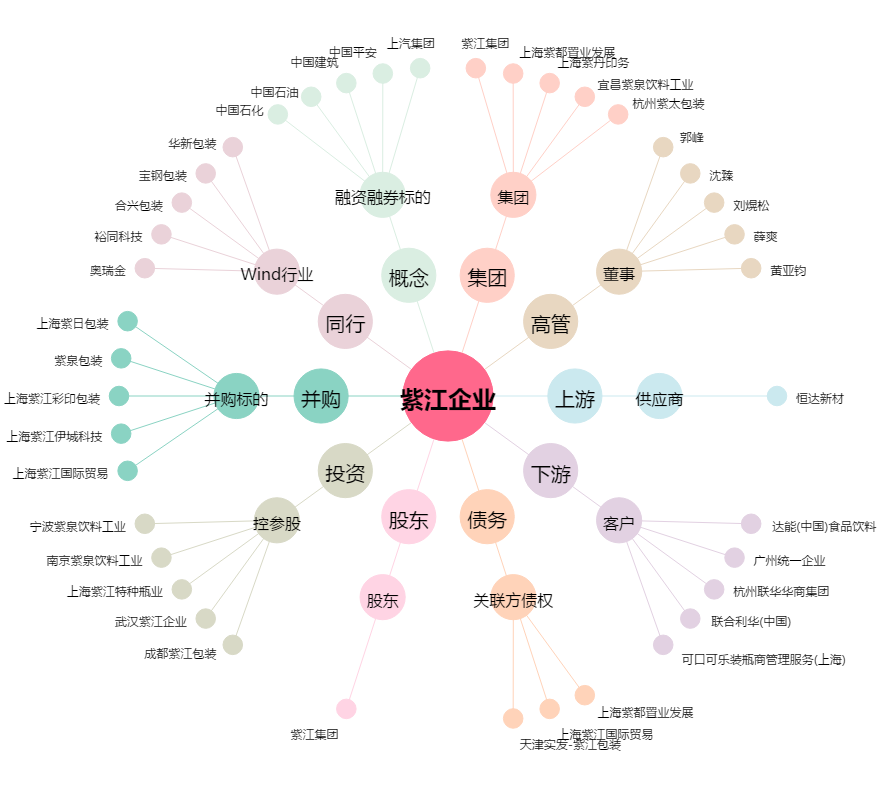 上汽集团
中国平安
中国建筑
中国石油
中国石化
融资融券标的
概念
紫江集团
上海紫都置业发展
上海紫丹印务
宜昌紫泉饮料工业
杭州紫太包装
集团
集团
郭峰
沈臻
刘焜松
薛爽
黄亚钧
董事
高管
华新包装
宝钢包装
合兴包装
裕同科技
奥瑞金
Wind行业
同行
上海紫日包装
紫泉包装
上海紫江彩印包装
上海紫江伊城科技
上海紫江国际贸易
并购标的
并购
紫江企业
上游
供应商
恒达新材
投资
控参股
宁波紫泉饮料工业
南京紫泉饮料工业
上海紫江特种瓶业
武汉紫江企业
成都紫江包装
股东
股东
紫江集团
债务
关联方债权
上海紫都置业发展
上海紫江国际贸易
天津实发-紫江包装
下游
客户
达能(中国)食品饮料
广州统一企业
杭州联华华商集团
联合利华(中国)
可口可乐装瓶商管理服务(上海)